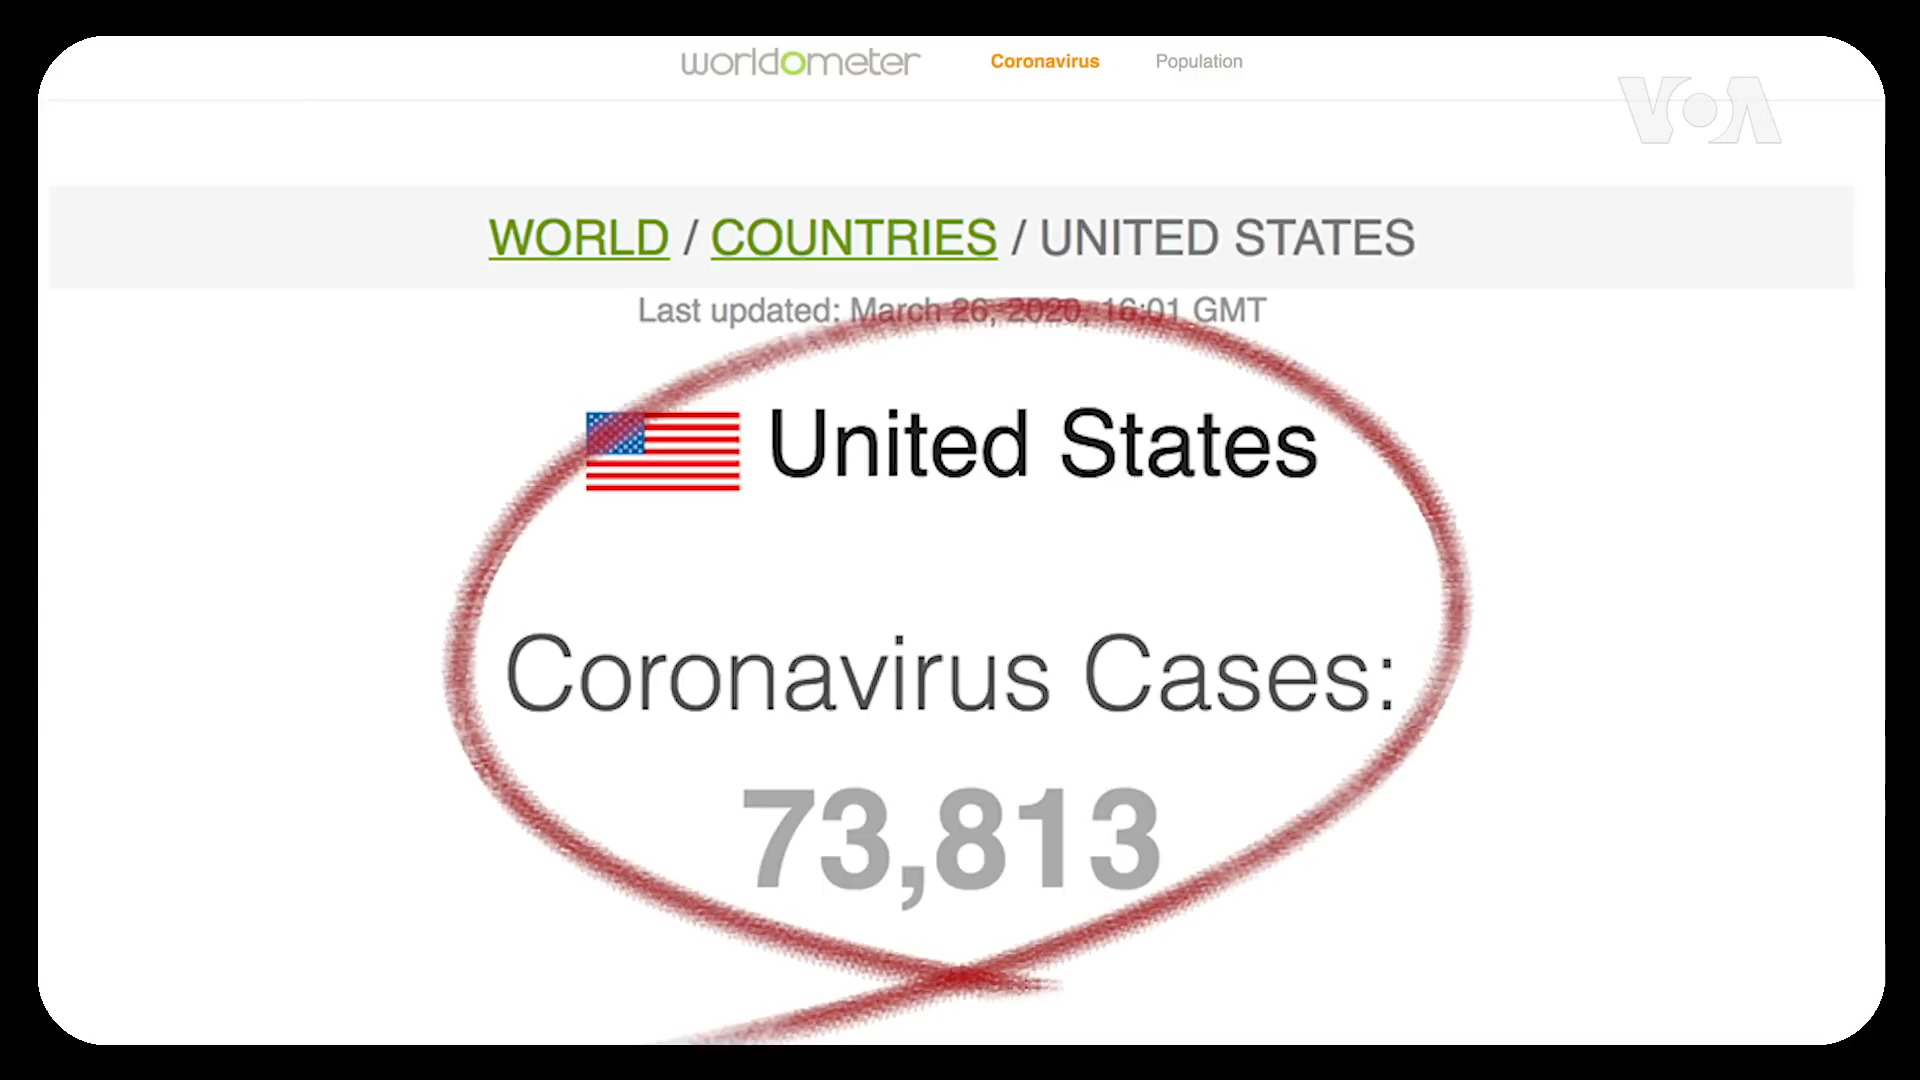 worldometer Coronavirus Population
VOA
WORLD / COUNTRIES / UNITED STATES
Last updated: March 26, 2020, 16:01 GMT
United States
Coronavirus Cases:
73,813